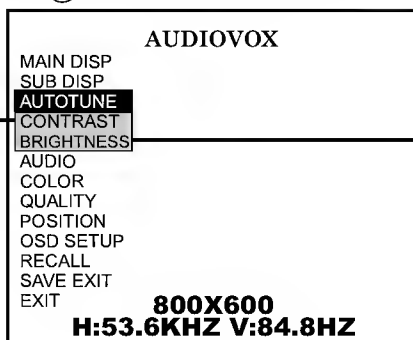 AUDIOVOX
MAIN DISP
SUB DISP
AUTOTUNE
CONTRAST
BRIGHTNESS
AUDIO
COLOR
QUALITY
POSITION
OSD SETUP
RECALL
SAVE EXIT
EXIT
800X600
H:53.6KHZ V:84.8HZ